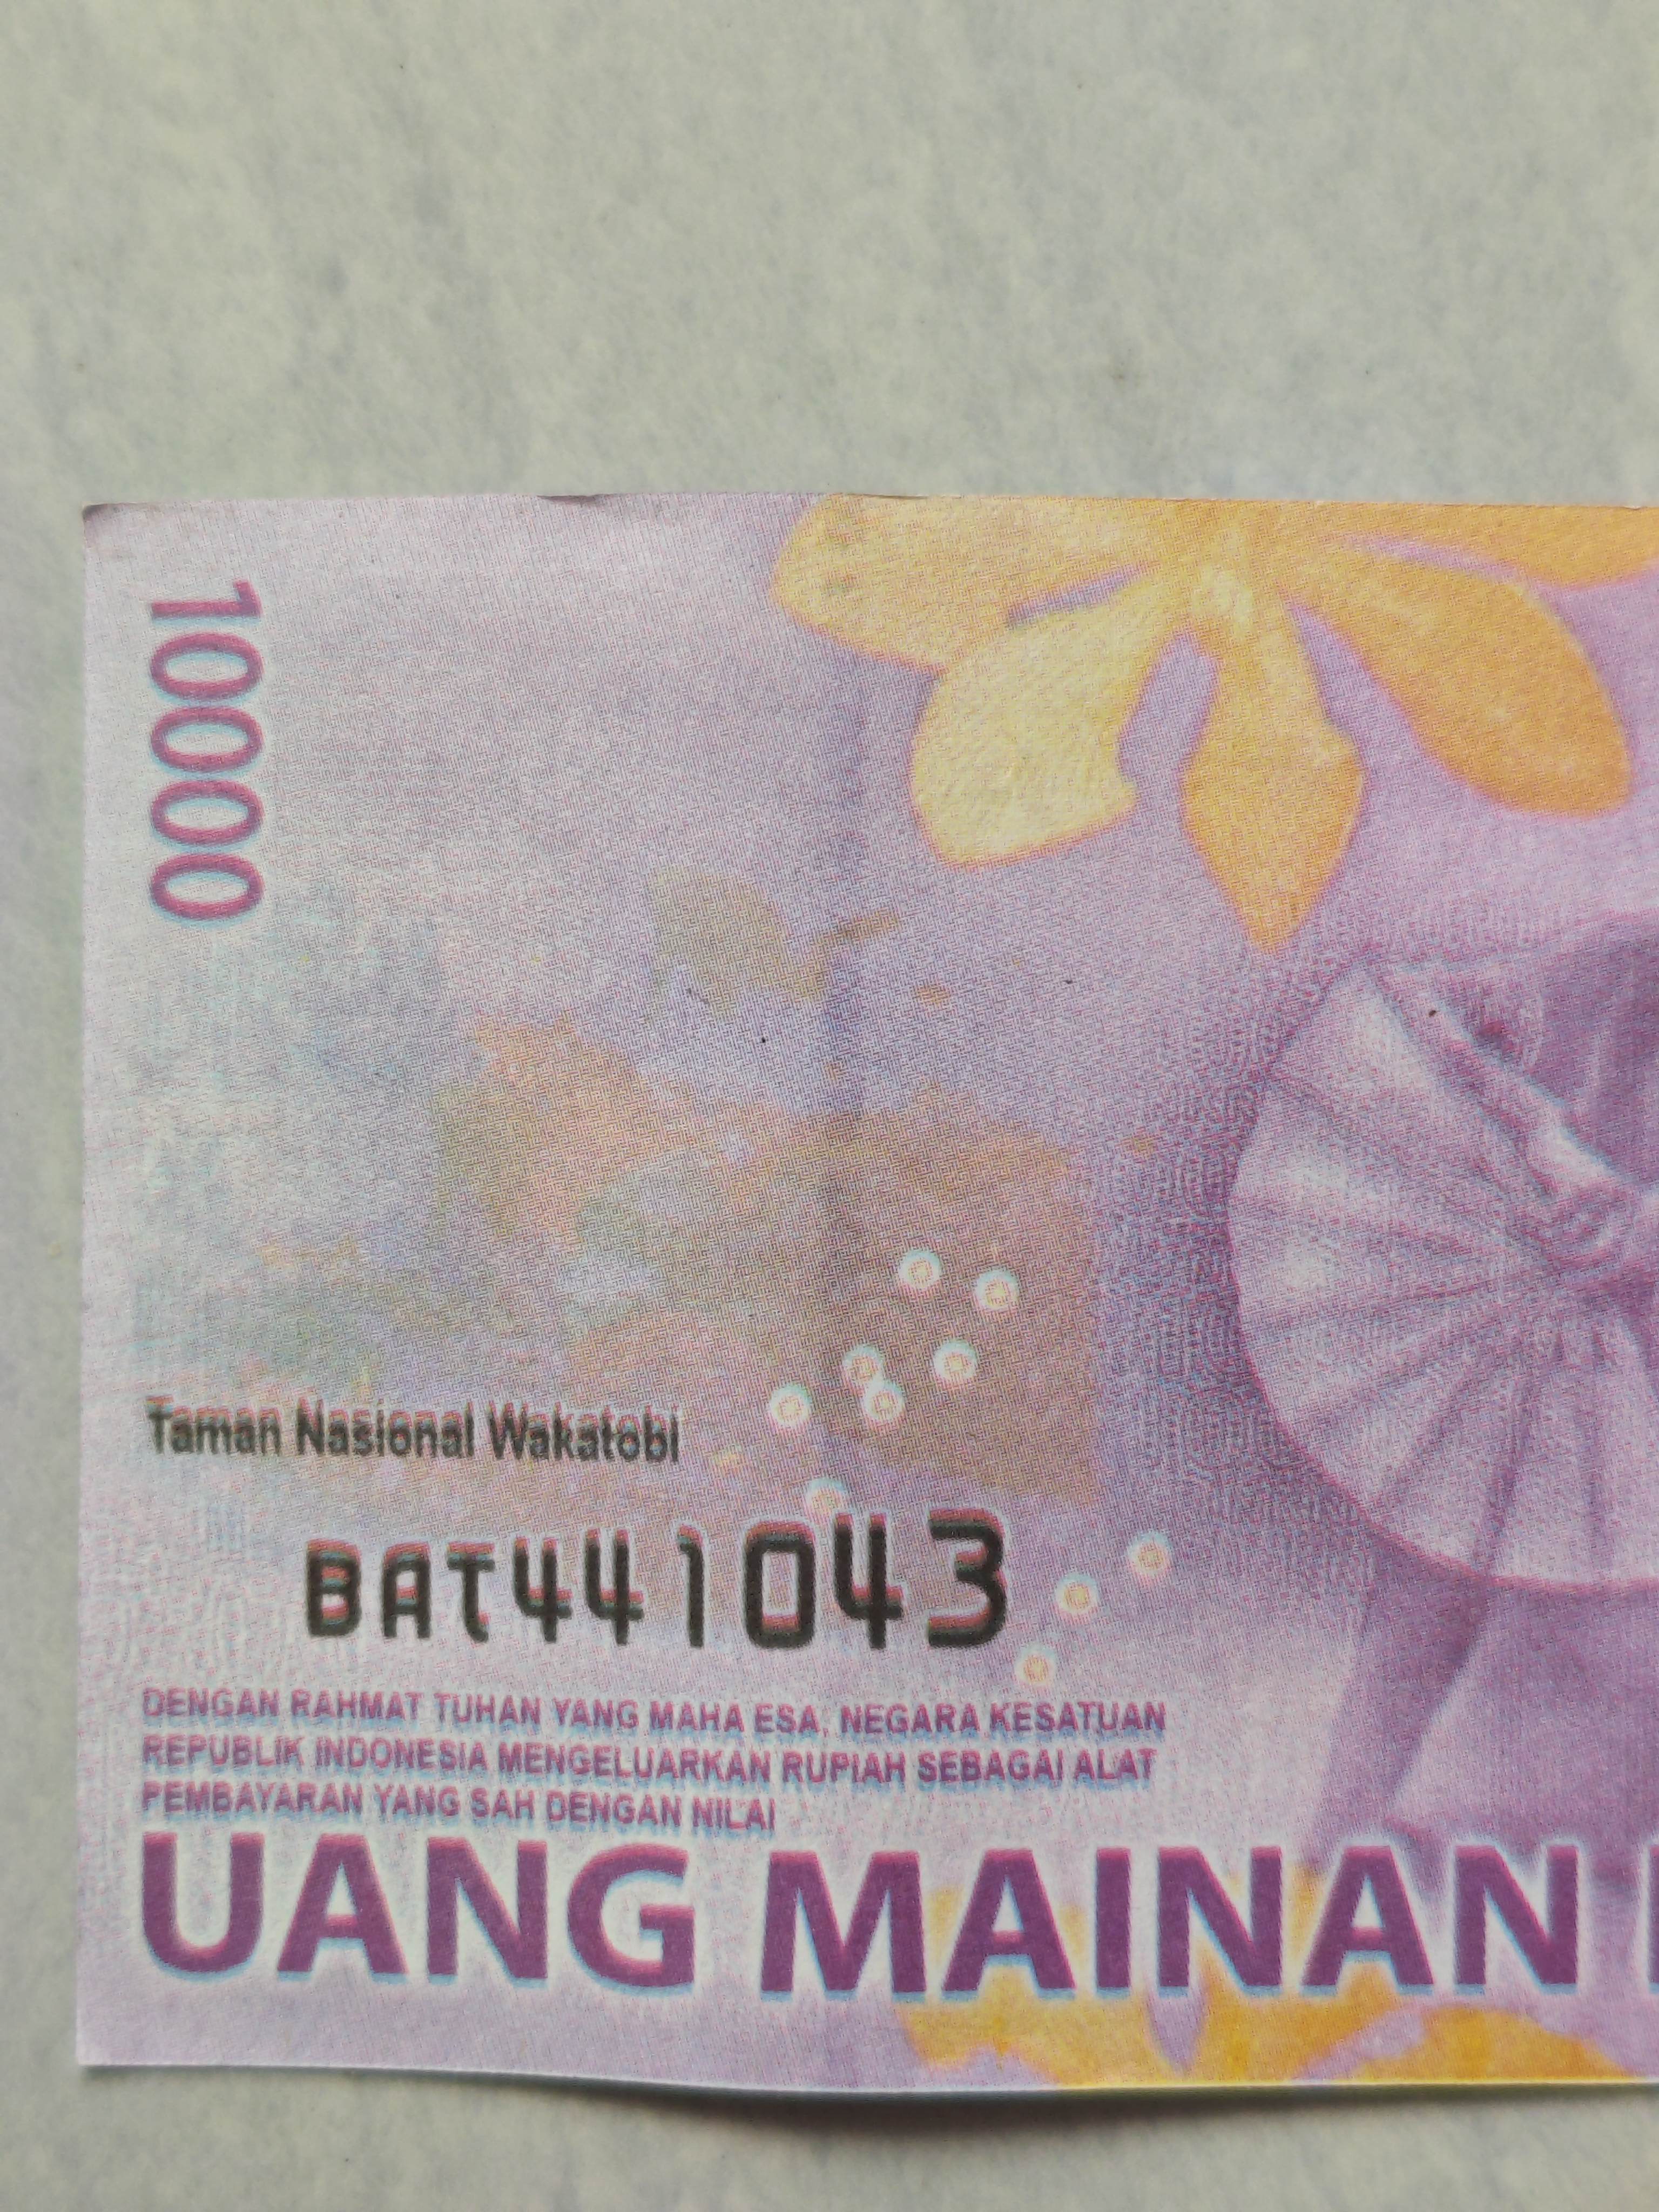 10000
Taman Nasional Wakatobi
BAT441043
DENGAN RAHMAT TUHAN YANG MAHA ESA, NEGARA KESATUAN
REPUBLIK INDONESIA MENGELUARKAN RUPIAH SEBAGAI ALAT
PEMBAYARAN YANG SAH DENGAN NILAI
UANG MAINAN